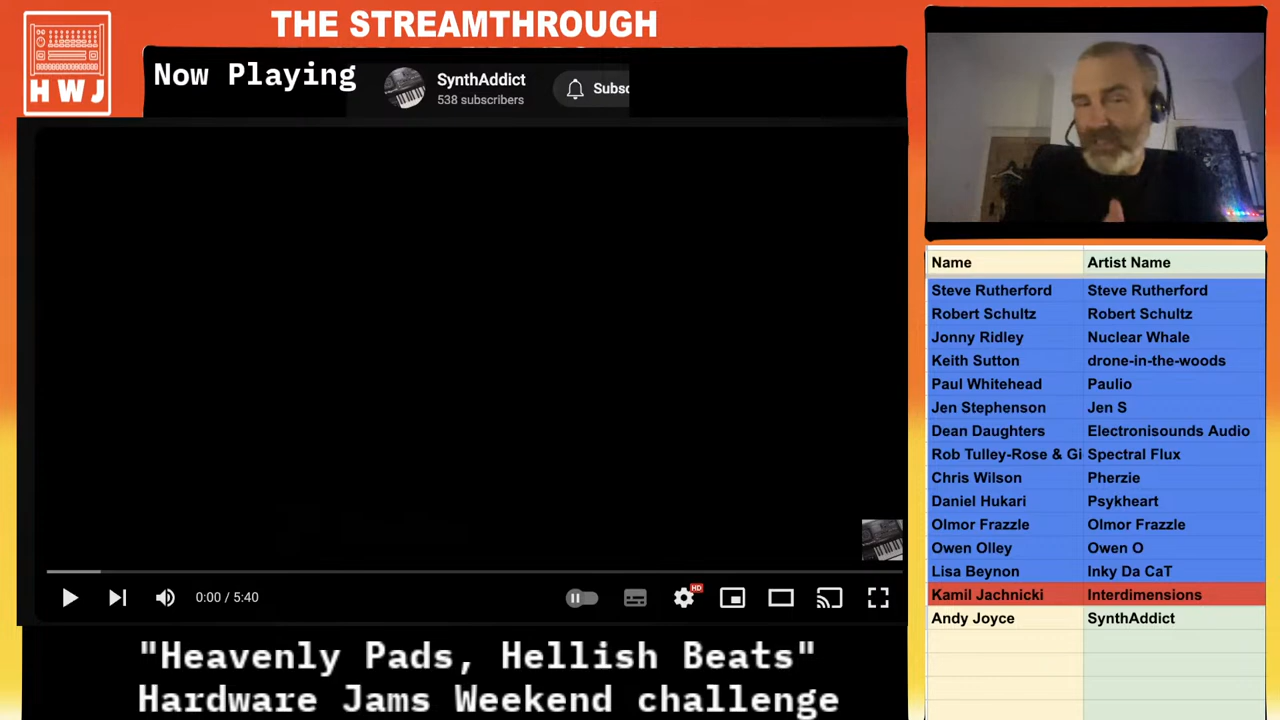 THE STREAMTHROUGH
HWJ
Now Playing
SynthAddict
538 subscribers
Subsc
0:00 / 5:40
HD
"Heavenly Pads, Hellish Beats"
Hardware Jams Weekend challenge
Name Artist Name
Steve Rutherford Steve Rutherford
Robert Schultz Robert Schultz
Jonny Ridley Nuclear Whale
Keith Sutton drone-in-the-woods
Paul Whitehead Paulio
Jen Stephenson Jen S
Dean Daughters Electronisounds Audio
Rob Tulley-Rose & Gi Spectral Flux
Chris Wilson Pherzie
Daniel Hukari Psykheart
Olmor Frazzle Olmor Frazzle
Owen Olley Owen O
Lisa Beynon Inky Da CaT
Kamil Jachnicki Interdimensions
Andy Joyce SynthAddict